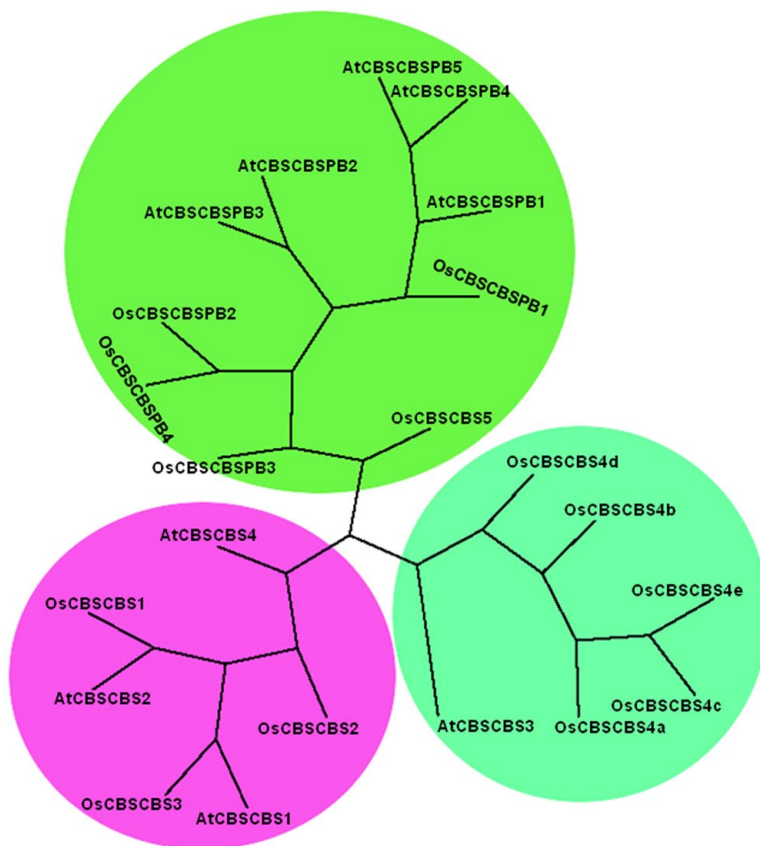 AtCBSCBSPB5
AtCBSCBSPB4
AtCBSCBSPB2
AtCBSCBSPB3
AtCBSCBSPB1
OsCBSCBSPB1
OsCBSCBSPB2
OsCBSCBSPB4
OsCBSCBS5
OsCBSCBSPB3
OsCBSCBS4d
OsCBSCBS4b
AtCBSCBS4
OsCBSCBS1
OsCBSCBS4e
AtCBSCBS2
OsCBSCBS4c
OsCBSCBS2
AtCBSCBS3
OsCBSCBS4a
OsCBSCBS3
AtCBSCBS1